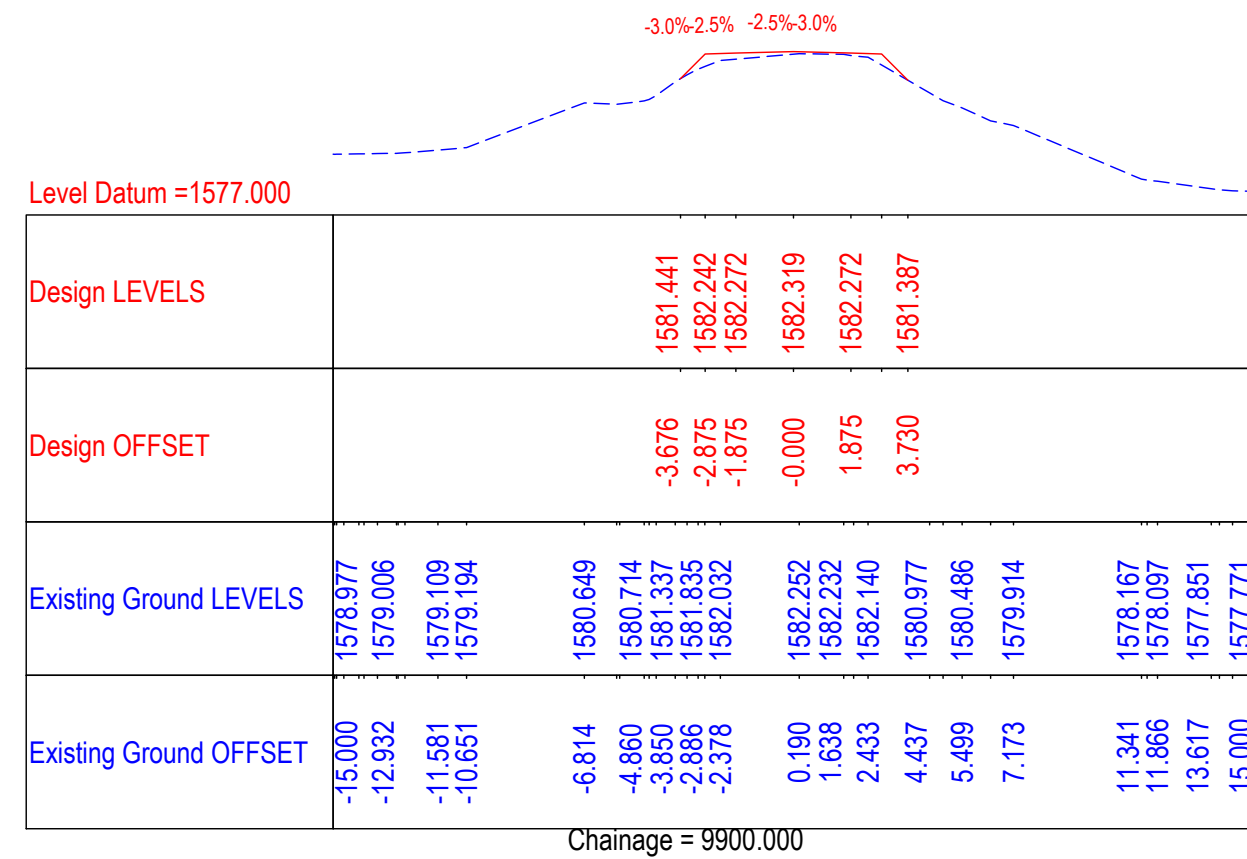 -3.0%-2.5% -2.5%-3.0%
Level Datum =1577.000
Design LEVELS 1581.441 1582.242 1582.272 1582.319 1582.272 1581.387
Design OFFSET -3.676 -2.875 -1.875 -0.000 1.875 3.730
Existing Ground LEVELS 1578.977 1579.006 1579.109 1579.194 1580.649 1580.714 1581.337 1581.835 1582.032 1582.252 1582.232 1582.140 1580.977 1580.486 1579.914 1578.167 1578.097 1577.851 1577.771
Existing Ground OFFSET -15.000 -12.932 -11.581 -10.651 -6.814 -4.860 -3.850 -2.886 -2.378 0.190 1.638 2.433 4.437 5.499 7.173 11.341 11.866 13.617 15.000
Chainage = 9900.000